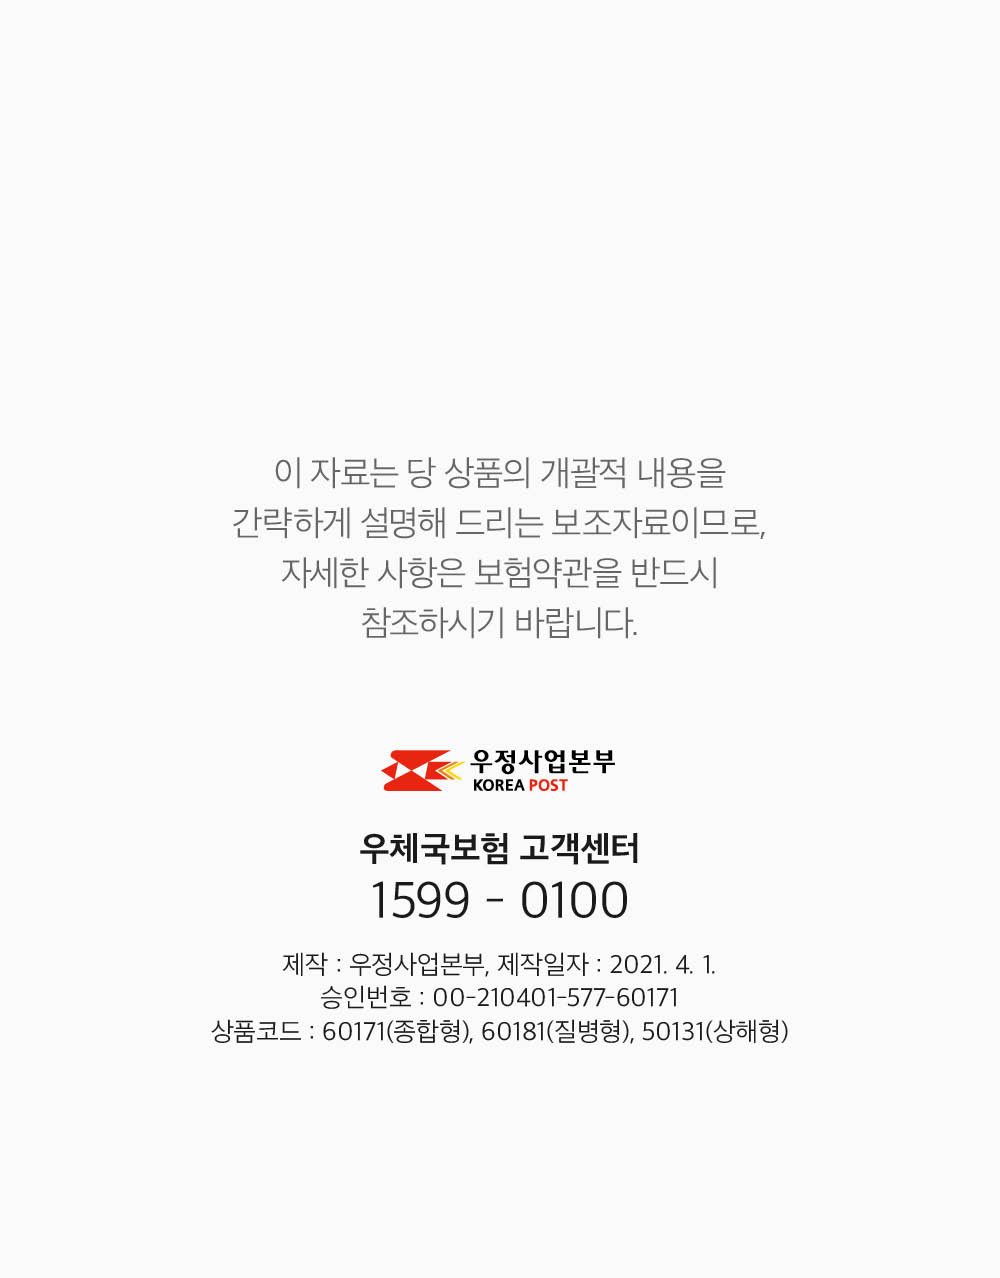 이 자료는 당 상품의 개괄적 내용을
간략하게 설명해 드리는 보조자료이므로,
자세한 사항은 보험약관을 반드시
참조하시기 바랍니다.
우정사업본부
KOREA POST
우체국보험 고객센터
1599 - 0100
제작 : 우정사업본부, 제작일자 : 2021. 4. 1.
승인번호 : 00-210401-577-60171
상품코드 : 60171(종합형), 60181(질병형), 50131(상해형)